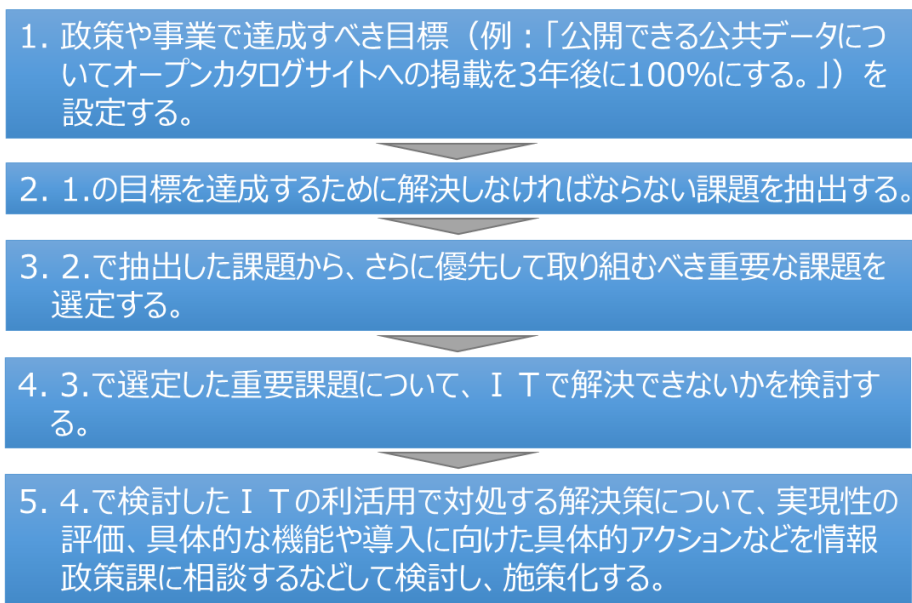 1. 政策や事業で達成すべき目標（例：「公開できる公共データにつ
いてオープンカタログサイトへの掲載を3年後に100%にする。」）を
設定する。
2. 1.の目標を達成するために解決しなければならない課題を抽出する。
3. 2.で抽出した課題から、さらに優先して取り組むべき重要な課題を
選定する。
4. 3.で選定した重要課題について、ＩＴで解決できないかを検討す
る。
5. 4.で検討したＩＴの利活用で対処する解決策について、実現性の
評価、具体的な機能や導入に向けた具体的アクションなどを情報
政策課に相談するなどして検討し、施策化する。